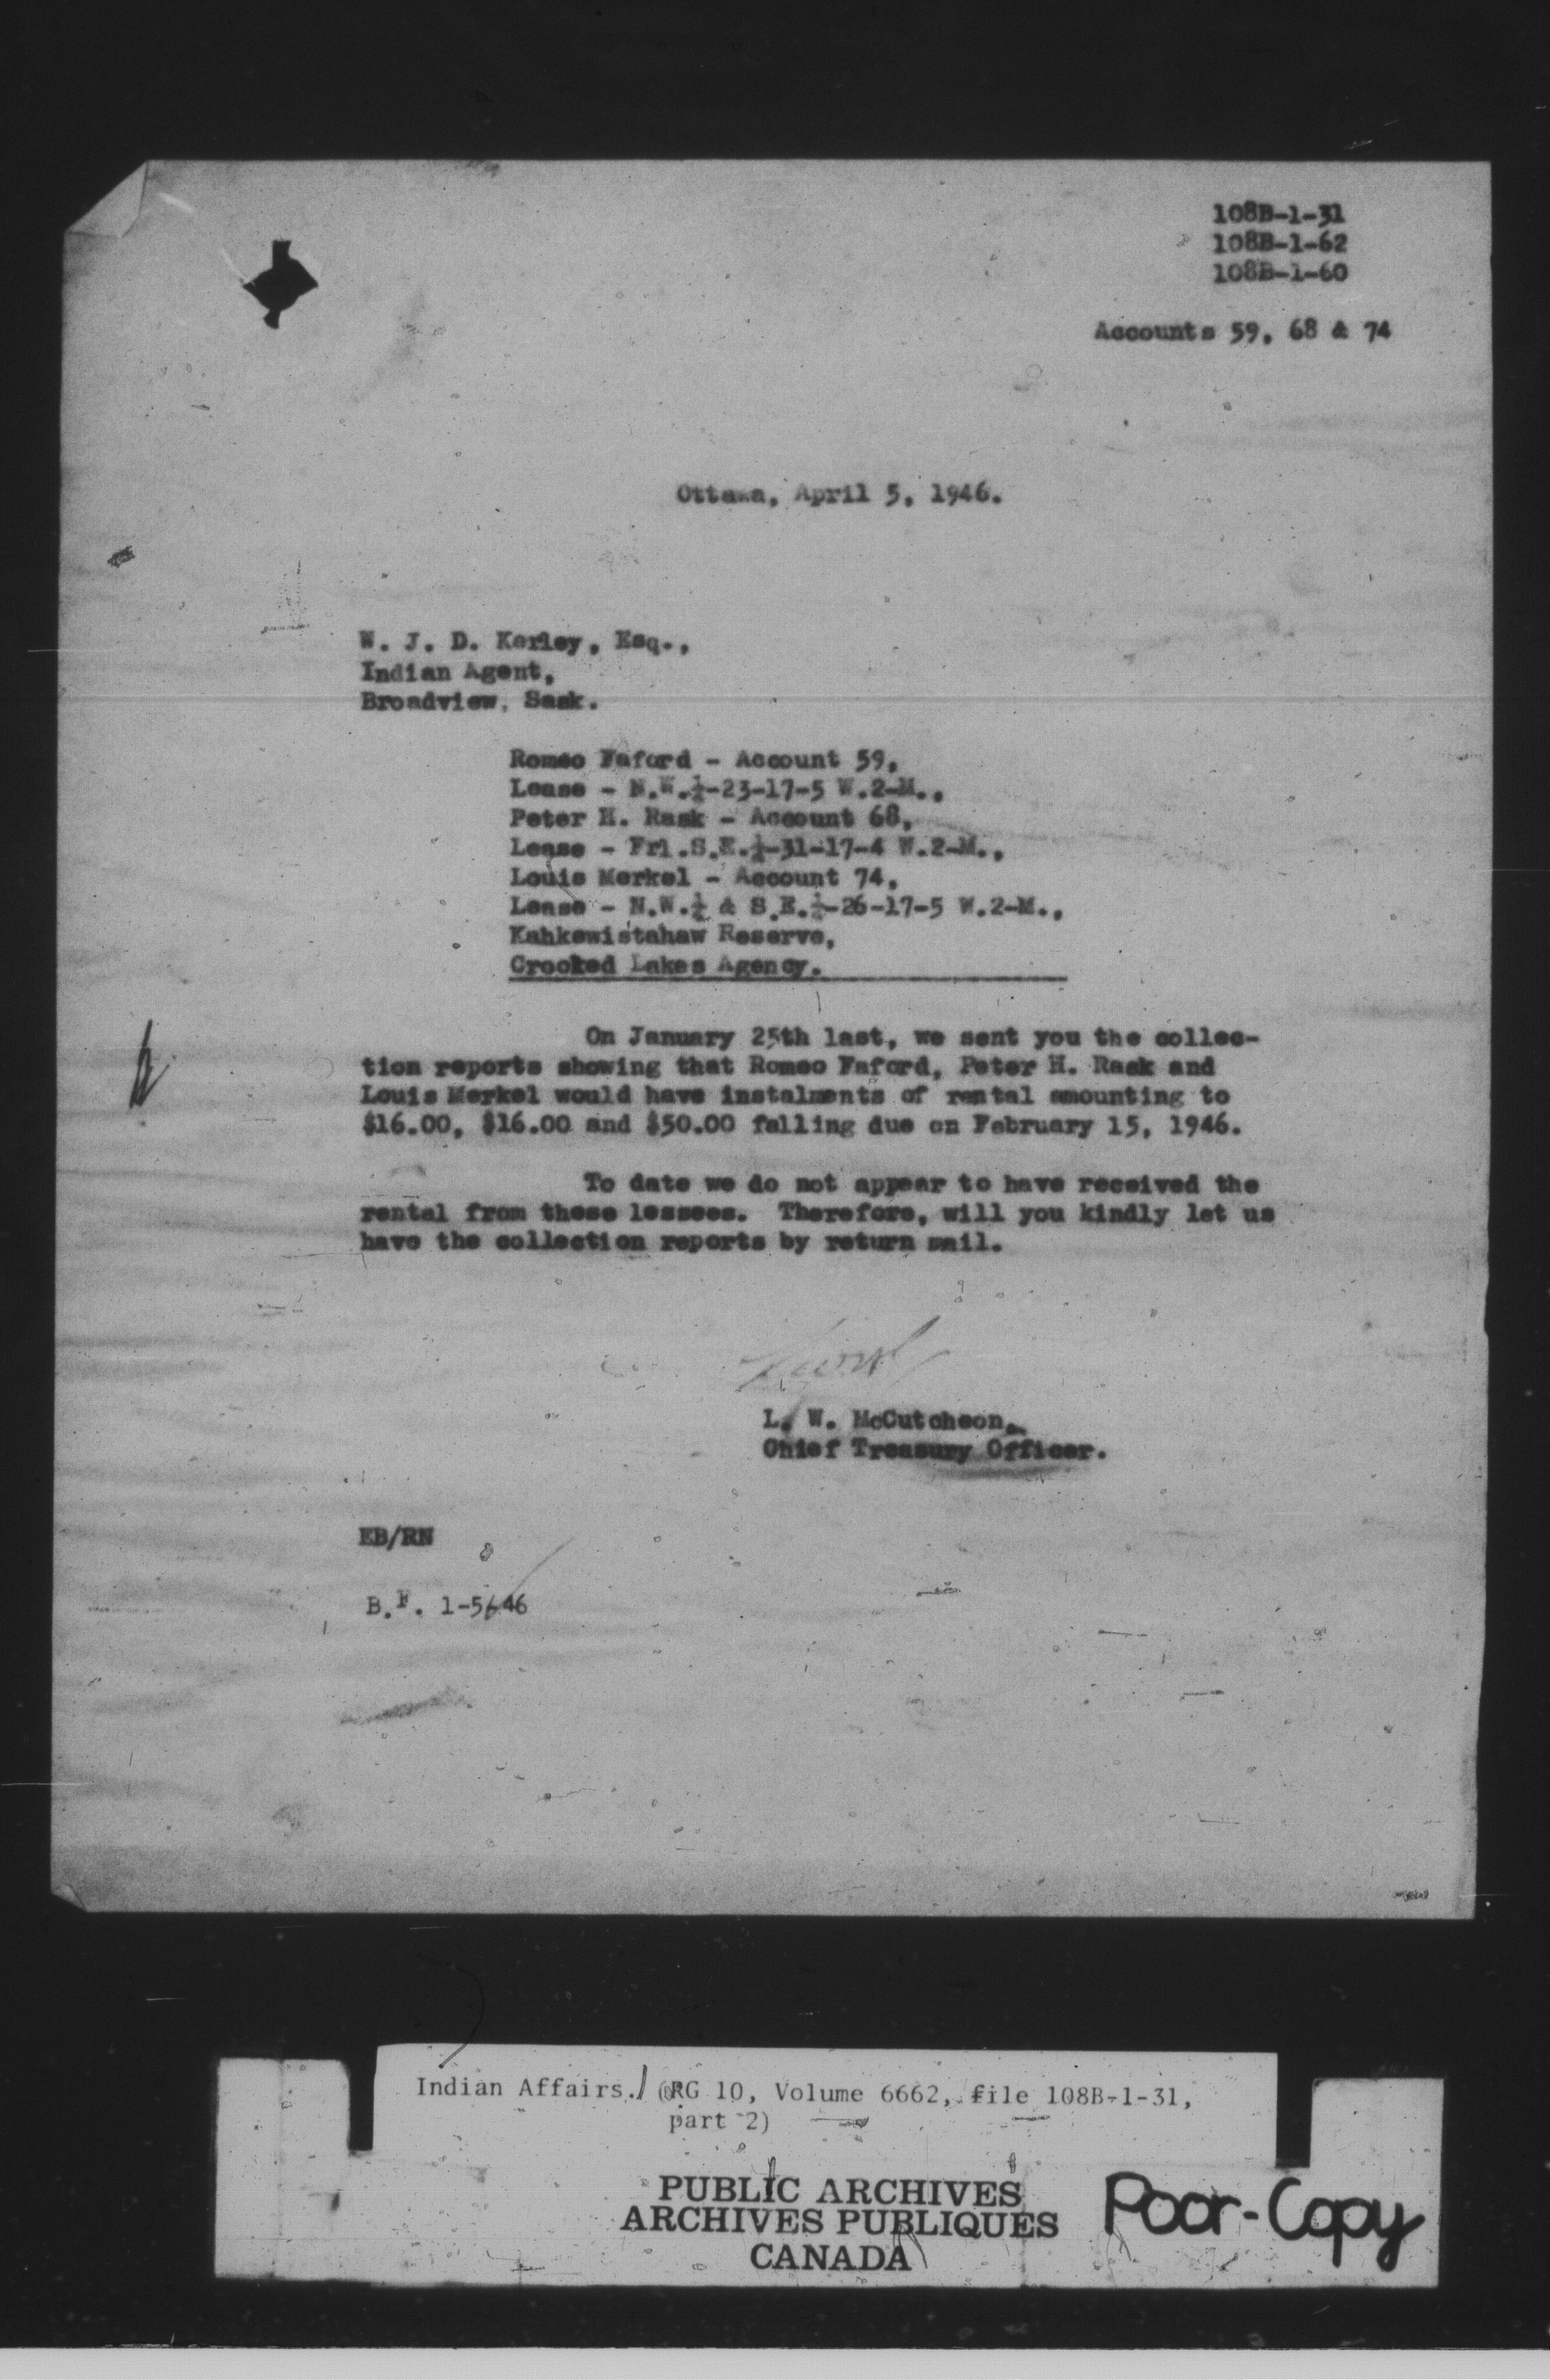 108B-1-31
108B-1-62
108B-1-60
Accounts 59, 68 & 74
Ottawa, April 5, 1946.
W. J. D. Kerley, Esq.,
Indian Agent,
Broadview, Sask.
Romeo Faford - Account 59,
Lease - N.W.¼-23-17-5 W.2-M.,
Peter H. Rask - Account 68,
Lease - Frl.S.E.¼-31-17-4 W.2-M.,
Louis Merkel - Account 74,
Lease - N.W.¼ & S.E.¼-26-17-5 W.2-M.,
Kahkewistahaw Reserve,
Crooked Lakes Agency.
On January 25th last, we sent you the collec-
tion reports showing that Romeo Faford, Peter H. Rask and
Louis Merkel would have instalments of rental amounting to
$16.00, $16.00 and $50.00 falling due on February 15, 1946.
To date we do not appear to have received the
rental from these lessees. Therefore, will you kindly let us
have the collection reports by return mail.
L. W. McCutcheon,
Chief Treasury Officer.
EB/RN
B.F. 1-5-46
Indian Affairs. (RG 10, Volume 6662, file 108B-1-31,
part 2)
PUBLIC ARCHIVES
ARCHIVES PUBLIQUES
CANADA
Poor-Copy